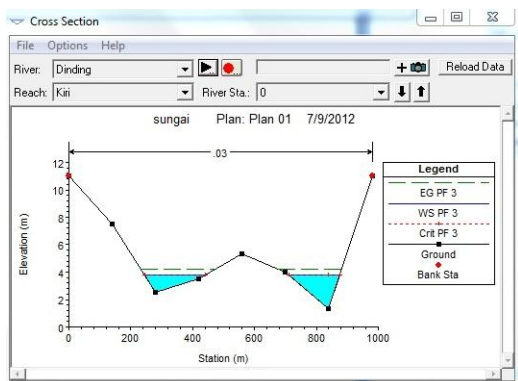 Cross Section
File Options Help
River: Dinding
Reload Data
Reach: Kiri River Sta.: 0
sungai Plan: Plan 01 7/9/2012
.03
12
10
8
6
4
2
0
0 200 400 600 800 1000
Elevation (m)
Station (m)
Legend
EG PF 3
WS PF 3
Crit PF 3
Ground
Bank Sta